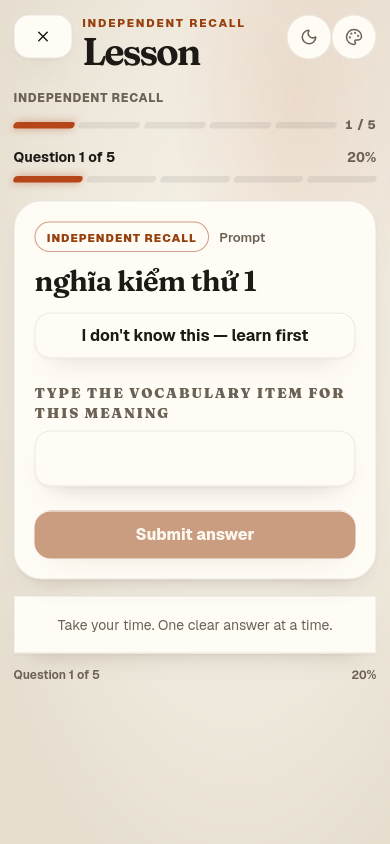 INDEPENDENT RECALL
Lesson
INDEPENDENT RECALL
1 / 5
Question 1 of 5
20%
INDEPENDENT RECALL
Prompt
nghĩa kiểm thử 1
I don't know this — learn first
TYPE THE VOCABULARY ITEM FOR
THIS MEANING
Submit answer
Take your time. One clear answer at a time.
Question 1 of 5
20%